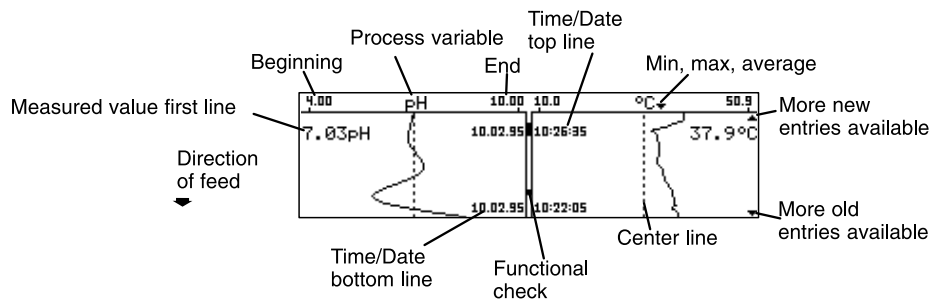 Time/Date
top line
Process variable
Beginning
End
Min, max, average
4.00 pH 10.00 10.0 °C 50.9
Measured value first line
More new
entries available
7.03pH 10.02.95 10:26:35 37.9°C
Direction
of feed
10.02.95 10:22:05
More old
entries available
Center line
Time/Date
bottom line
Functional
check